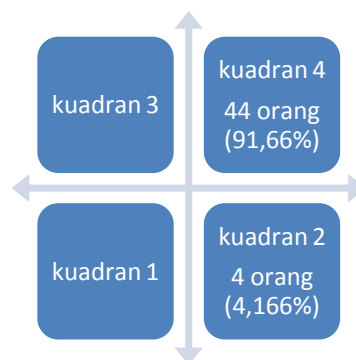 kuadran 3
kuadran 4
44 orang
(91,66%)
kuadran 1
kuadran 2
4 orang
(4,166%)